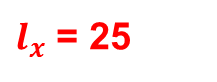 lₓ = 25